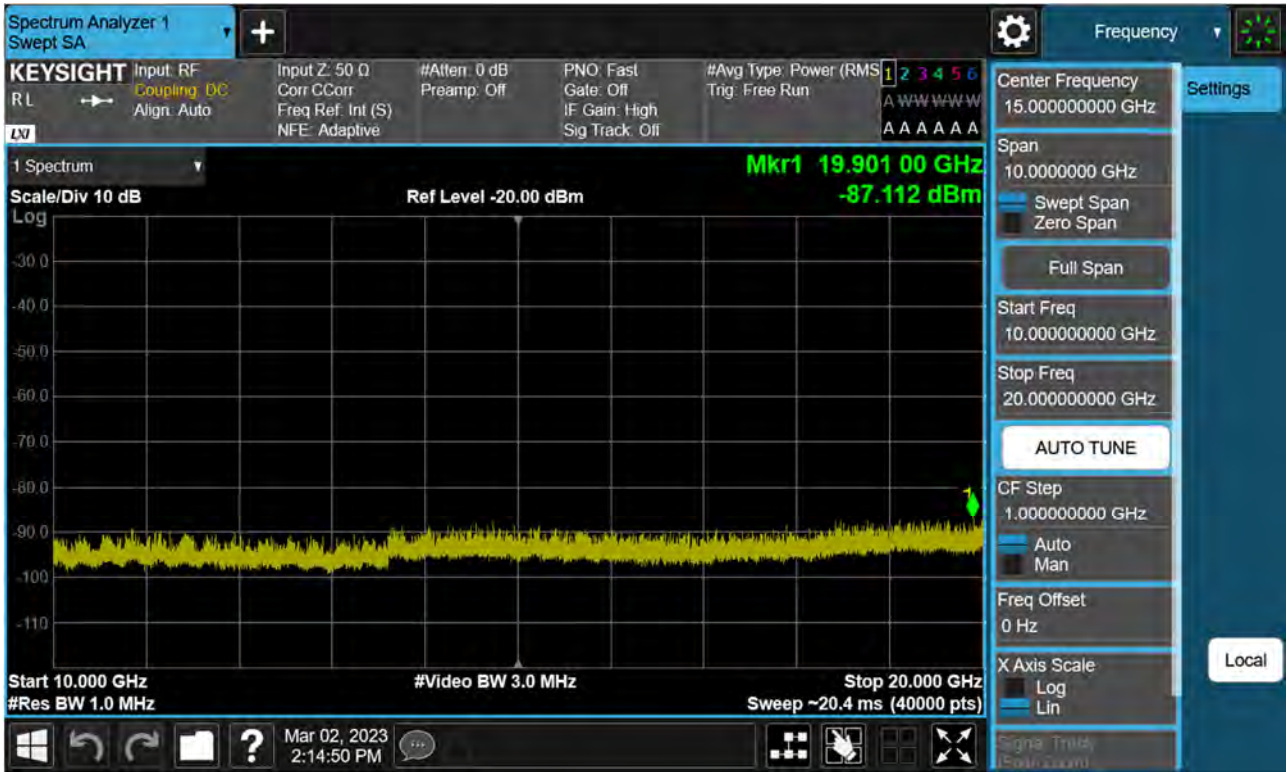 Spectrum Analyzer 1
Swept SA
+
Frequency
KEYSIGHT
RL
LXI
Input: RF
Coupling: DC
Align: Auto
Input Z: 50 Ω
Corr CCorr
Freq Ref: Int (S)
NFE: Adaptive
#Atten: 0 dB
Preamp: Off
PNO: Fast
Gate: Off
IF Gain: High
Sig Track: Off
#Avg Type: Power (RMS
Trig: Free Run
1 2 3 4 5 6
A W W W W W
A A A A A A
1 Spectrum
Scale/Div 10 dB
Ref Level -20.00 dBm
Mkr1 19.901 00 GHz
-87.112 dBm
Log
-30.0
-40.0
-50.0
-60.0
-70.0
-80.0
-90.0
-100
-110
1
Start 10.000 GHz
#Video BW 3.0 MHz
Stop 20.000 GHz
#Res BW 1.0 MHz
Sweep ~20.4 ms (40000 pts)
Center Frequency
15.000000000 GHz
Settings
Span
10.0000000 GHz
Swept Span
Zero Span
Full Span
Start Freq
10.000000000 GHz
Stop Freq
20.000000000 GHz
AUTO TUNE
CF Step
1.000000000 GHz
Auto
Man
Freq Offset
0 Hz
X Axis Scale
Log
Lin
Local
Signal Track
?
Mar 02, 2023
2:14:50 PM